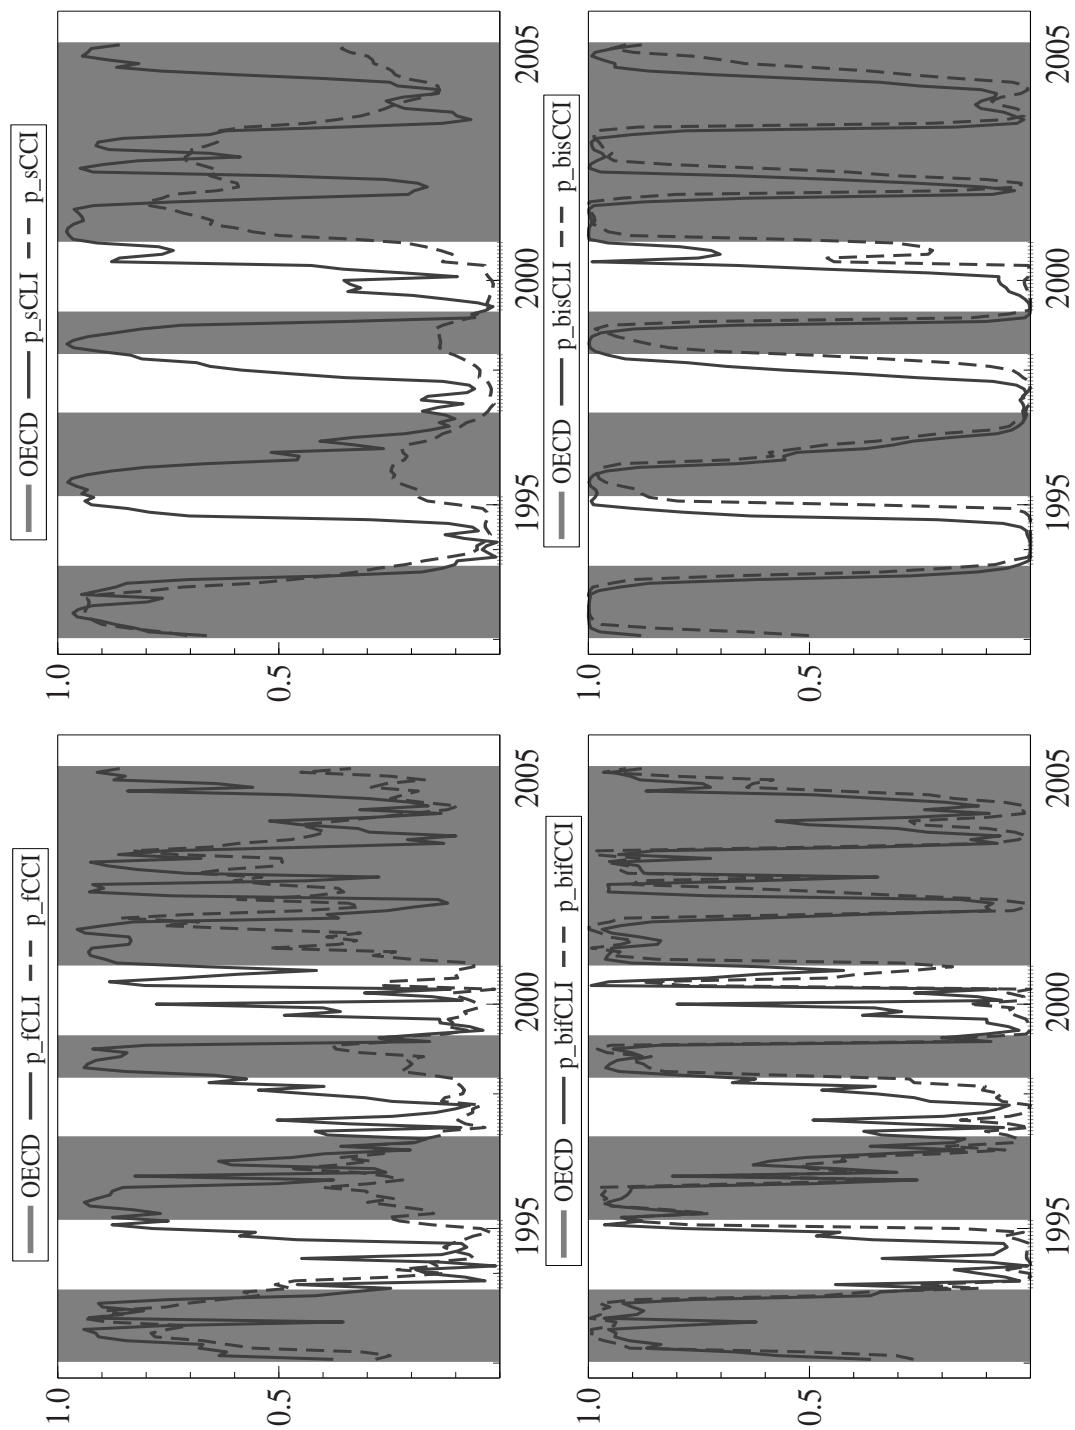 OECD p_fCLI p_fCCI
1.0
0.5
1995 2000 2005
OECD p_sCLI p_sCCI
1.0
0.5
1995 2000 2005
OECD p_bifCLI p_bifCCI
1.0
0.5
1995 2000 2005
OECD p_bisCLI p_bisCCI
1.0
0.5
1995 2000 2005